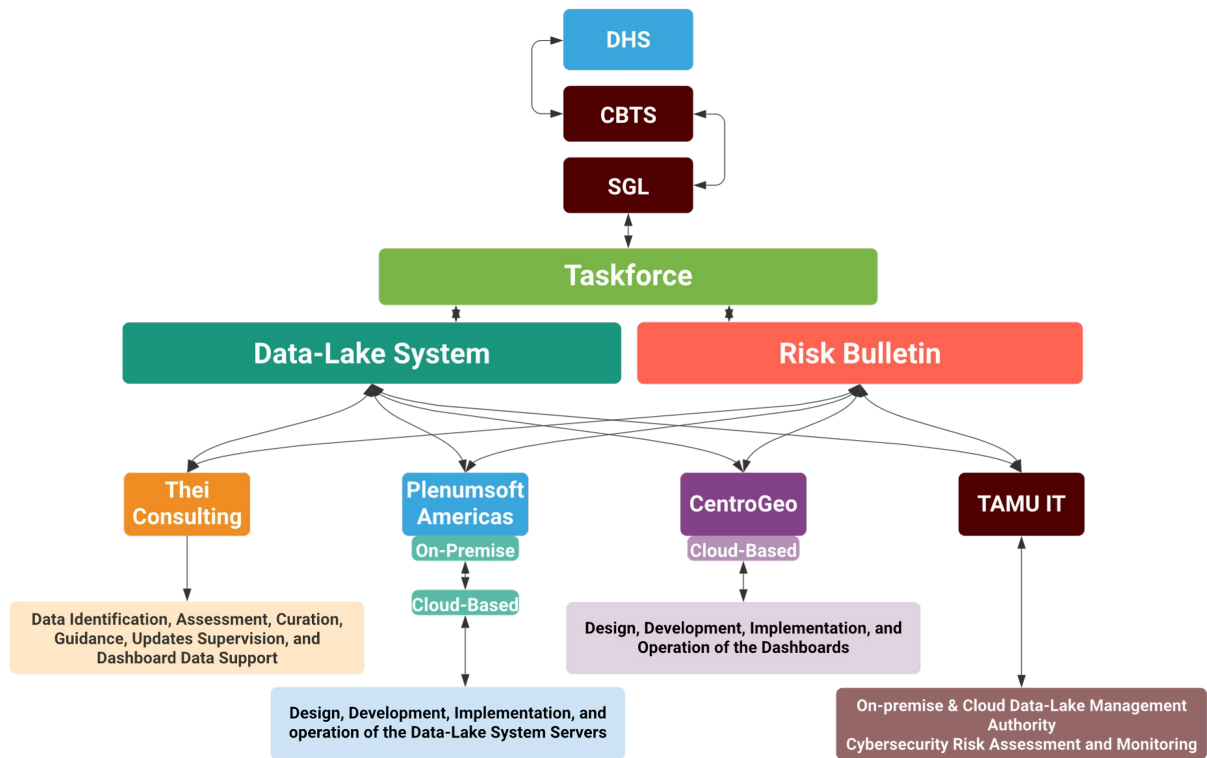 DHS
CBTS
SGL
Taskforce
Data-Lake System
Risk Bulletin
Thei
Consulting
Plenumsoft
Americas
CentroGeo
TAMU IT
On-Premise
Cloud-Based
Cloud-Based
Data Identification, Assessment, Curation,
Guidance, Updates Supervision, and
Dashboard Data Support
Design, Development, Implementation, and
Operation of the Dashboards
Design, Development, Implementation, and
operation of the Data-Lake System Servers
On-premise & Cloud Data-Lake Management
Authority
Cybersecurity Risk Assessment and Monitoring